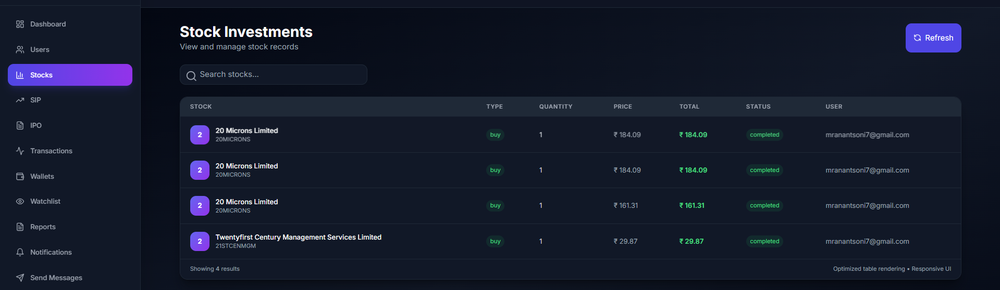 Dashboard
Users
Stocks
SIP
IPO
Transactions
Wallets
Watchlist
Reports
Notifications
Send Messages
Stock Investments
View and manage stock records
Refresh
Search stocks...
STOCK TYPE QUANTITY PRICE TOTAL STATUS USER
2 20 Microns Limited 20MICRONS buy 1 ₹ 184.09 ₹ 184.09 completed mranantsoni7@gmail.com
2 20 Microns Limited 20MICRONS buy 1 ₹ 184.09 ₹ 184.09 completed mranantsoni7@gmail.com
2 20 Microns Limited 20MICRONS buy 1 ₹ 161.31 ₹ 161.31 completed mranantsoni7@gmail.com
2 Twentyfirst Century Management Services Limited 21STCENMGM buy 1 ₹ 29.87 ₹ 29.87 completed mranantsoni7@gmail.com
Showing 4 results Optimized table rendering • Responsive UI